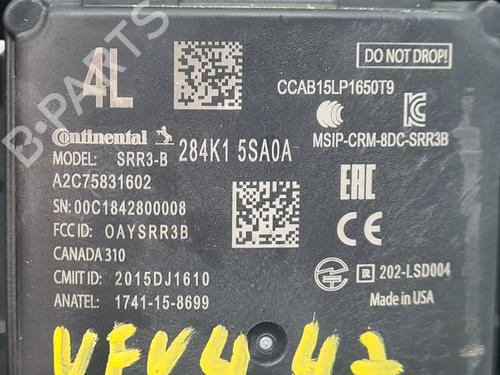 4L
DO NOT DROP!
CCAB15LP1650T9
Continental
MSIP-CRM-8DC-SRR3B
MODEL: SRR3-B 284K1 5SA0A
A2C75831602
SN: 00C1842800008
EAC
FCC ID: OAYSRR3B
CANADA 310
CMIIT ID: 2015DJ1610
R 202-LSD004
ANATEL: 1741-15-8699
Made in USA
B-PARTS